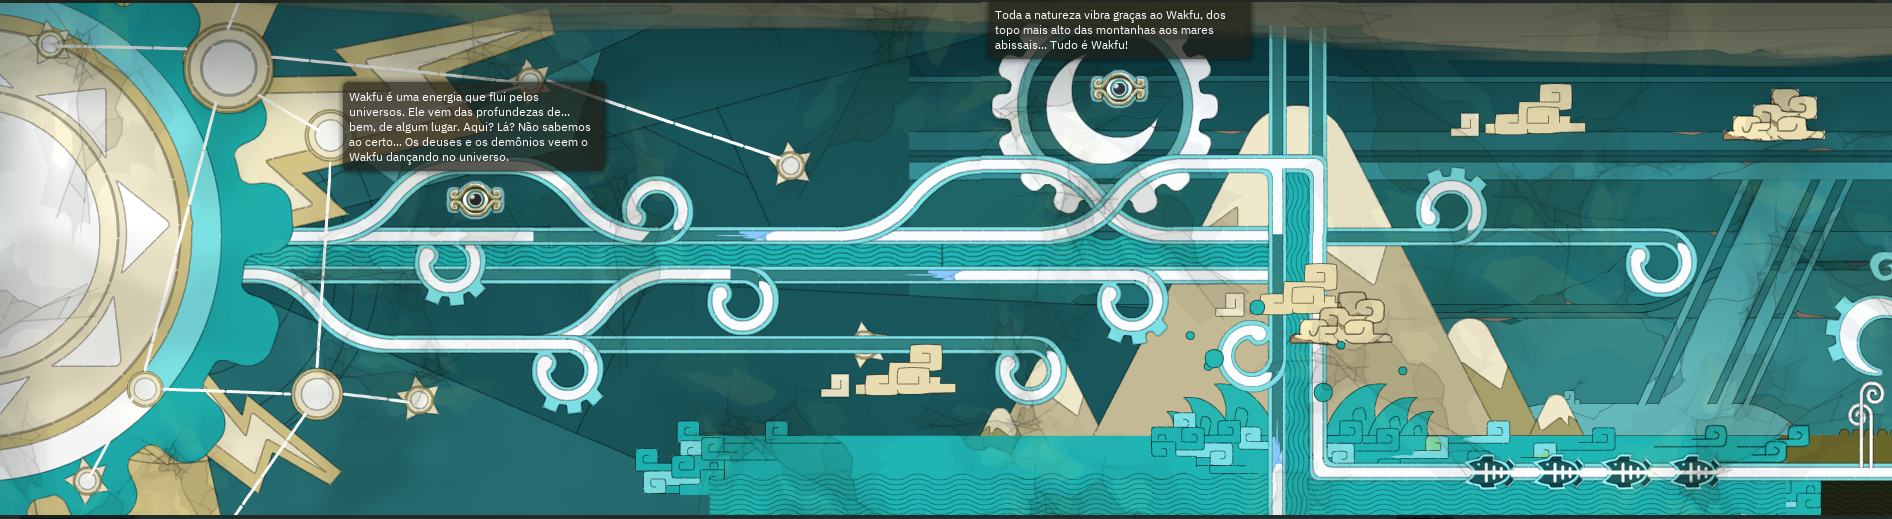 Wakfu é uma energia que flui pelos
universos. Ele vem das profundezas de...
bem, de algum lugar. Aqui? Lá? Não sabemos
ao certo... Os deuses e os demônios veem o
Wakfu dançando no universo.
Toda a natureza vibra graças ao Wakfu, dos
topo mais alto das montanhas aos mares
abissais... Tudo é Wakfu!